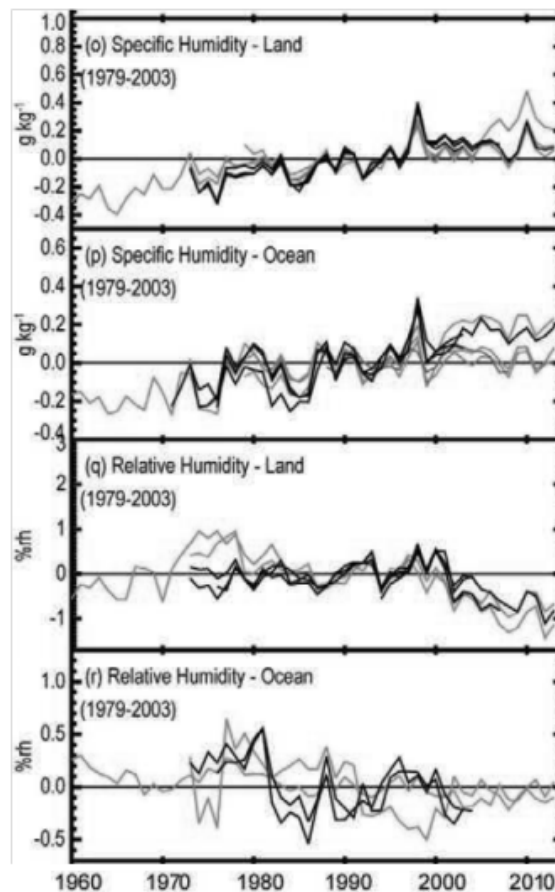 1.0
(o) Specific Humidity - Land
0.8
(1979-2003)
0.4
0.2
0.0
-0.2
-0.4
g kg-1
0.6
(p) Specific Humidity - Ocean
0.4
(1979-2003)
0.2
0.0
-0.2
-0.4
g kg-1
3
(q) Relative Humidity - Land
2
(1979-2003)
1
0
-1
%rh
(r) Relative Humidity - Ocean
1.0
(1979-2003)
0.5
0.0
-0.5
%rh
1960 1970 1980 1990 2000 2010